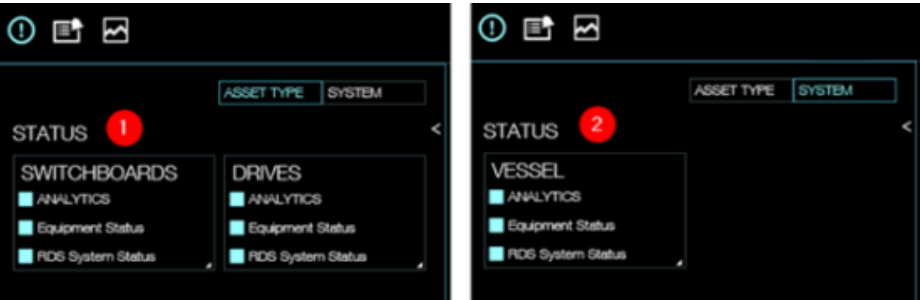 ASSET TYPE SYSTEM
STATUS 1
SWITCHBOARDS
ANALYTICS
Equipment Status
RDS System Status
DRIVES
ANALYTICS
Equipment Status
RDS System Status
ASSET TYPE SYSTEM
STATUS 2
VESSEL
ANALYTICS
Equipment Status
RDS System Status